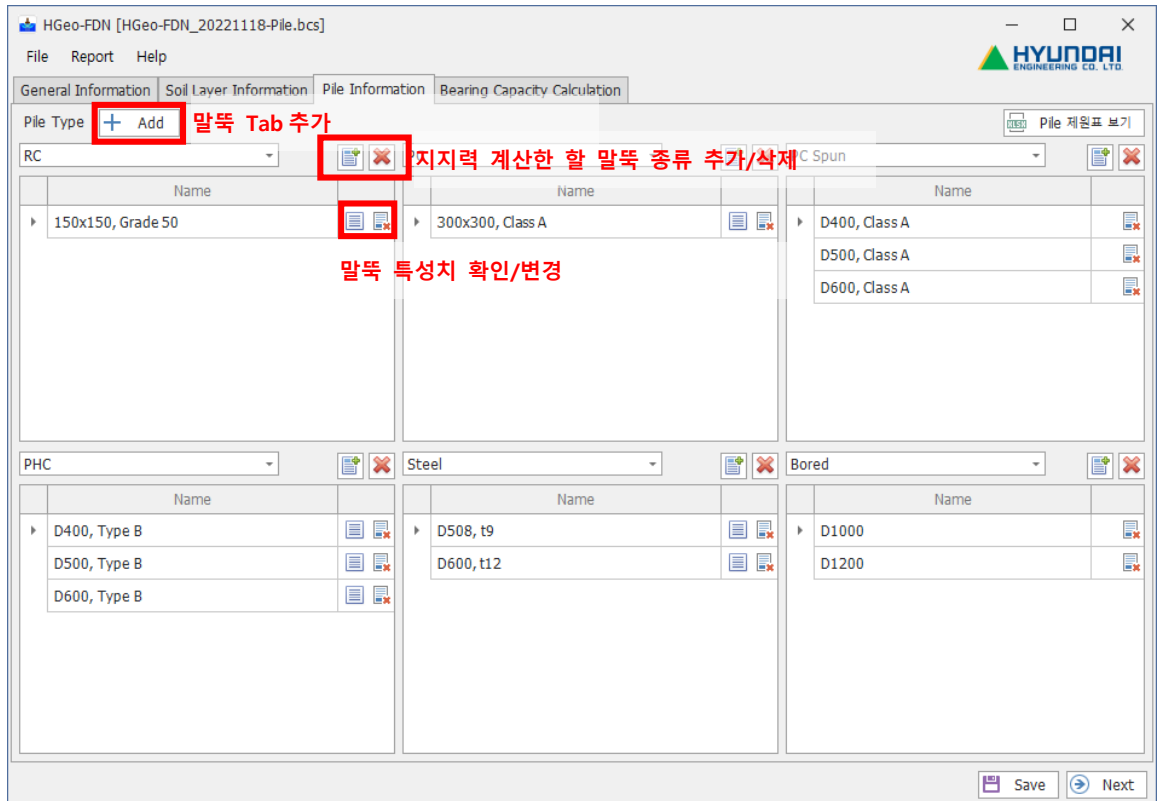 HGeo-FDN [HGeo-FDN_20221118-Pile.bcs]
File Report Help
HYUNDAI
ENGINEERING CO. LTD.
General Information Soil Layer Information Pile Information Bearing Capacity Calculation
Pile Type Add 말뚝 Tab 추가 XLSX Pile 제원표 보기
RC 지지력 계산한 할 말뚝 종류 추가/삭제 PC Spun
Name Name Name
150x150, Grade 50 300x300, Class A D400, Class A
D500, Class A
말뚝 특성치 확인/변경
D600, Class A
PHC Steel Bored
Name Name Name
D400, Type B D508, t9 D1000
D500, Type B D600, t12 D1200
D600, Type B
Save Next